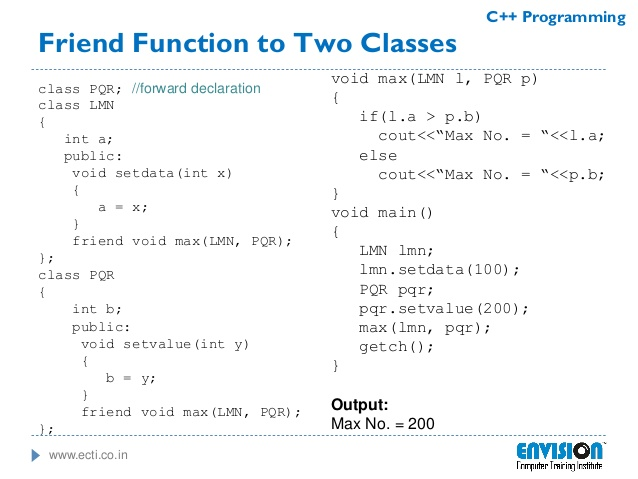 C++ Programming
Friend Function to Two Classes
class PQR; //forward declaration
class LMN
{
int a;
public:
void setdata(int x)
{
a = x;
}
friend void max(LMN, PQR);
};
class PQR
{
int b;
public:
void setvalue(int y)
{
b = y;
}
friend void max(LMN, PQR);
};
void max(LMN l, PQR p)
{
if(l.a > p.b)
cout<<“Max No. = “<<l.a;
else
cout<<“Max No. = “<<p.b;
}
void main()
{
LMN lmn;
lmn.setdata(100);
PQR pqr;
pqr.setvalue(200);
max(lmn, pqr);
getch();
}
Output:
Max No. = 200
www.ecti.co.in
ENVISION
Computer Training Institute